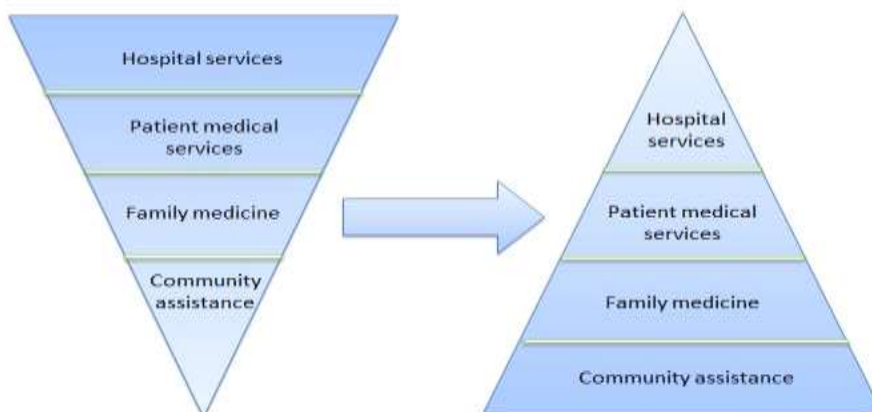 Hospital services
Patient medical
services
Family medicine
Community
assistance
Hospital
services
Patient medical
services
Family medicine
Community assistance